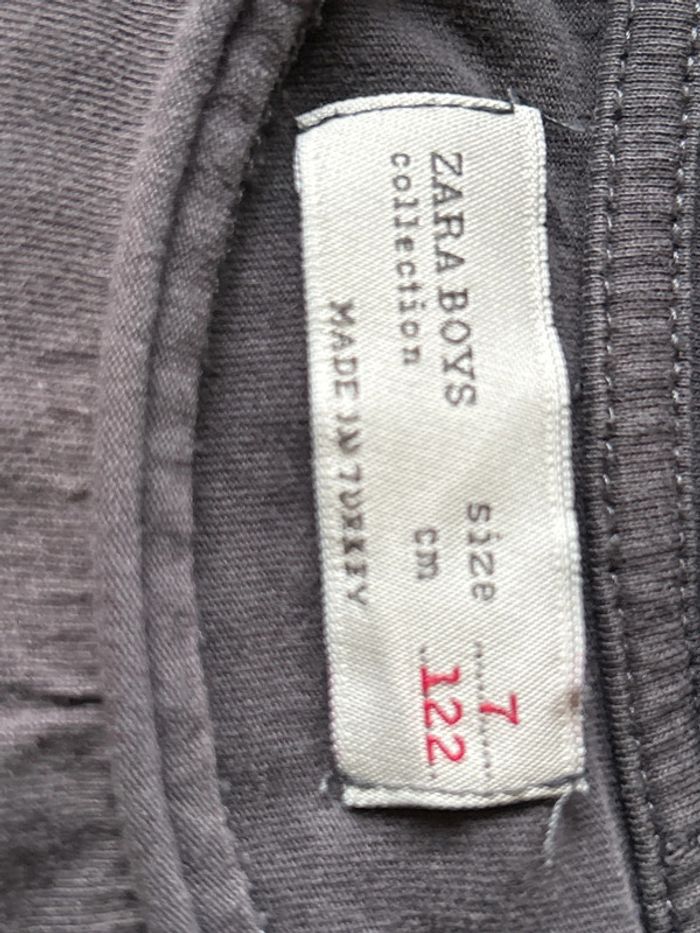 ZARA BOYS
collection
size 7
cm 122
MADE IN TURKEY